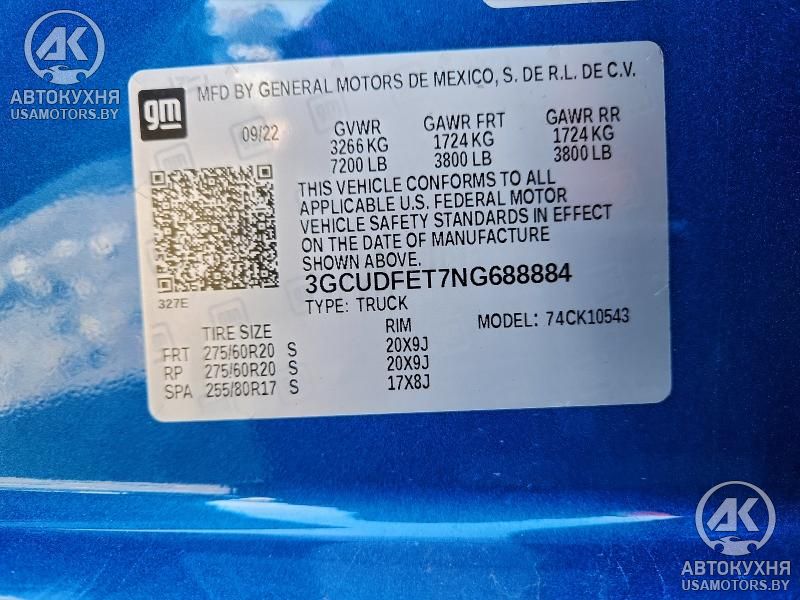 AK
АВТОКУХНЯ
USAMOTORS.BY
gm
MFD BY GENERAL MOTORS DE MEXICO, S. DE R.L. DE C.V.
09/22
GVWR GAWR FRT GAWR RR
3266 KG 1724 KG 1724 KG
7200 LB 3800 LB 3800 LB
THIS VEHICLE CONFORMS TO ALL
APPLICABLE U.S. FEDERAL MOTOR
VEHICLE SAFETY STANDARDS IN EFFECT
ON THE DATE OF MANUFACTURE
SHOWN ABOVE.
327E
3GCUDFET7NG688884
TYPE: TRUCK MODEL: 74CK10543
TIRE SIZE RIM
FRT 275/60R20 S 20X9J
RP 275/60R20 S 20X9J
SPA 255/80R17 S 17X8J
AK
АВТОКУХНЯ
USAMOTORS.BY